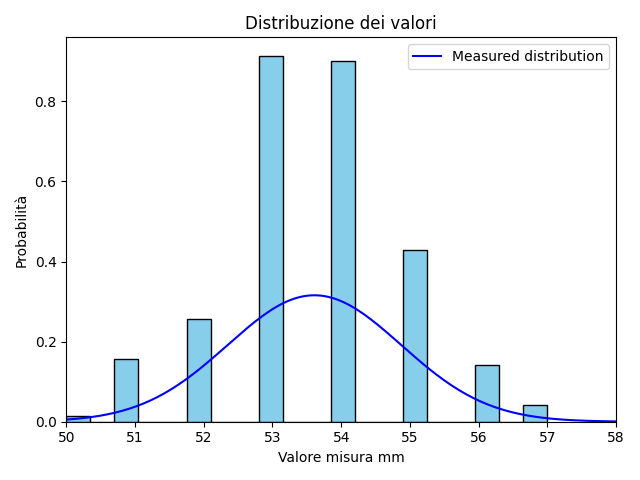 Distribuzione dei valori
Measured distribution
Probabilità
0.8
0.6
0.4
0.2
0.0
50 51 52 53 54 55 56 57 58
Valore misura mm